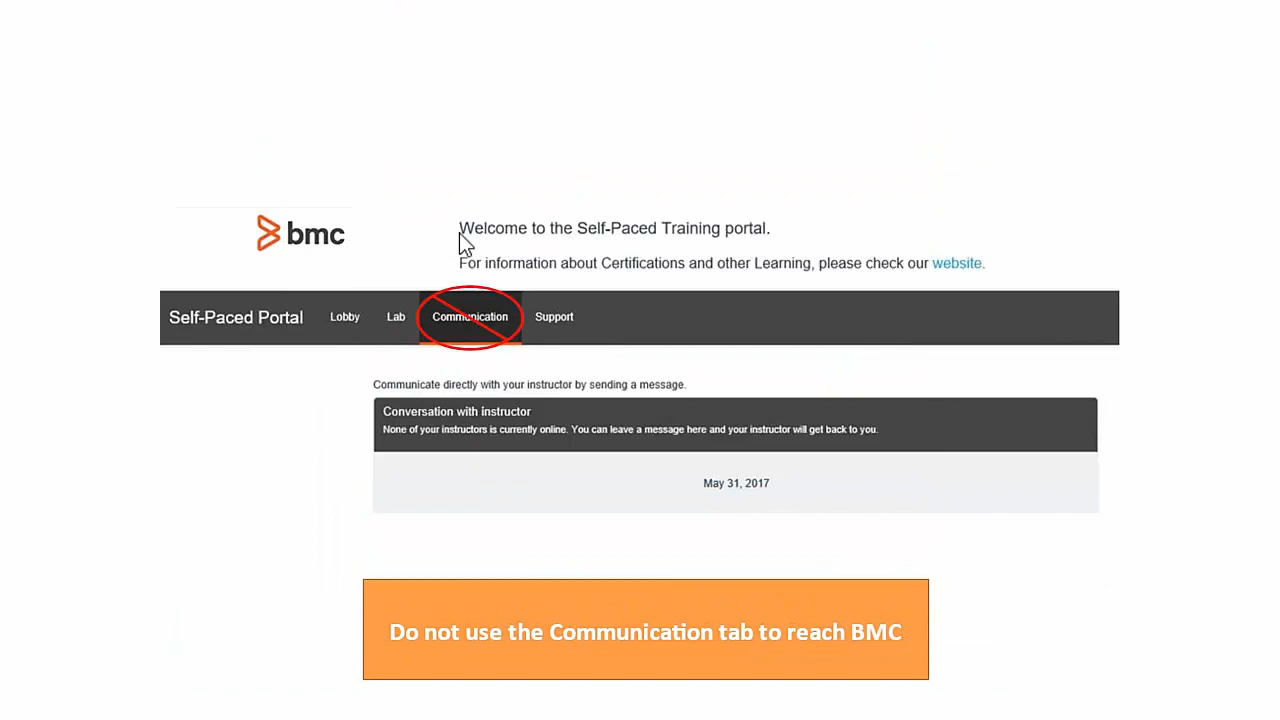 bmc
Welcome to the Self-Paced Training portal.
For information about Certifications and other Learning, please check our website.
Self-Paced Portal Lobby Lab Communication Support
Communicate directly with your instructor by sending a message.
Conversation with instructor
None of your instructors is currently online. You can leave a message here and your instructor will get back to you.
May 31, 2017
Do not use the Communication tab to reach BMC